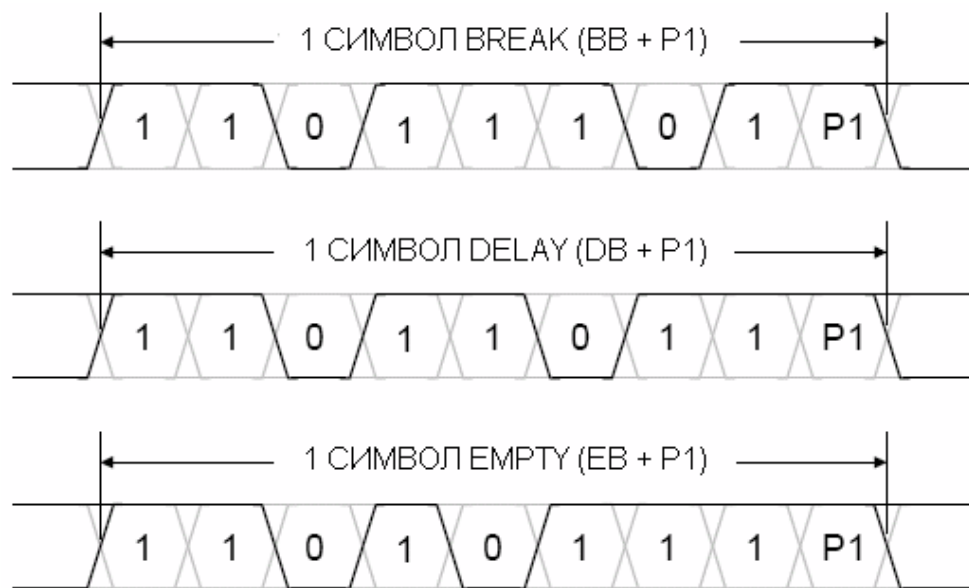 1 СИМВОЛ BREAK (BB + P1)
1 1 0 1 1 1 0 1 P1
1 СИМВОЛ DELAY (DB + P1)
1 1 0 1 1 0 1 1 P1
1 СИМВОЛ EMPTY (EB + P1)
1 1 0 1 0 1 1 1 P1